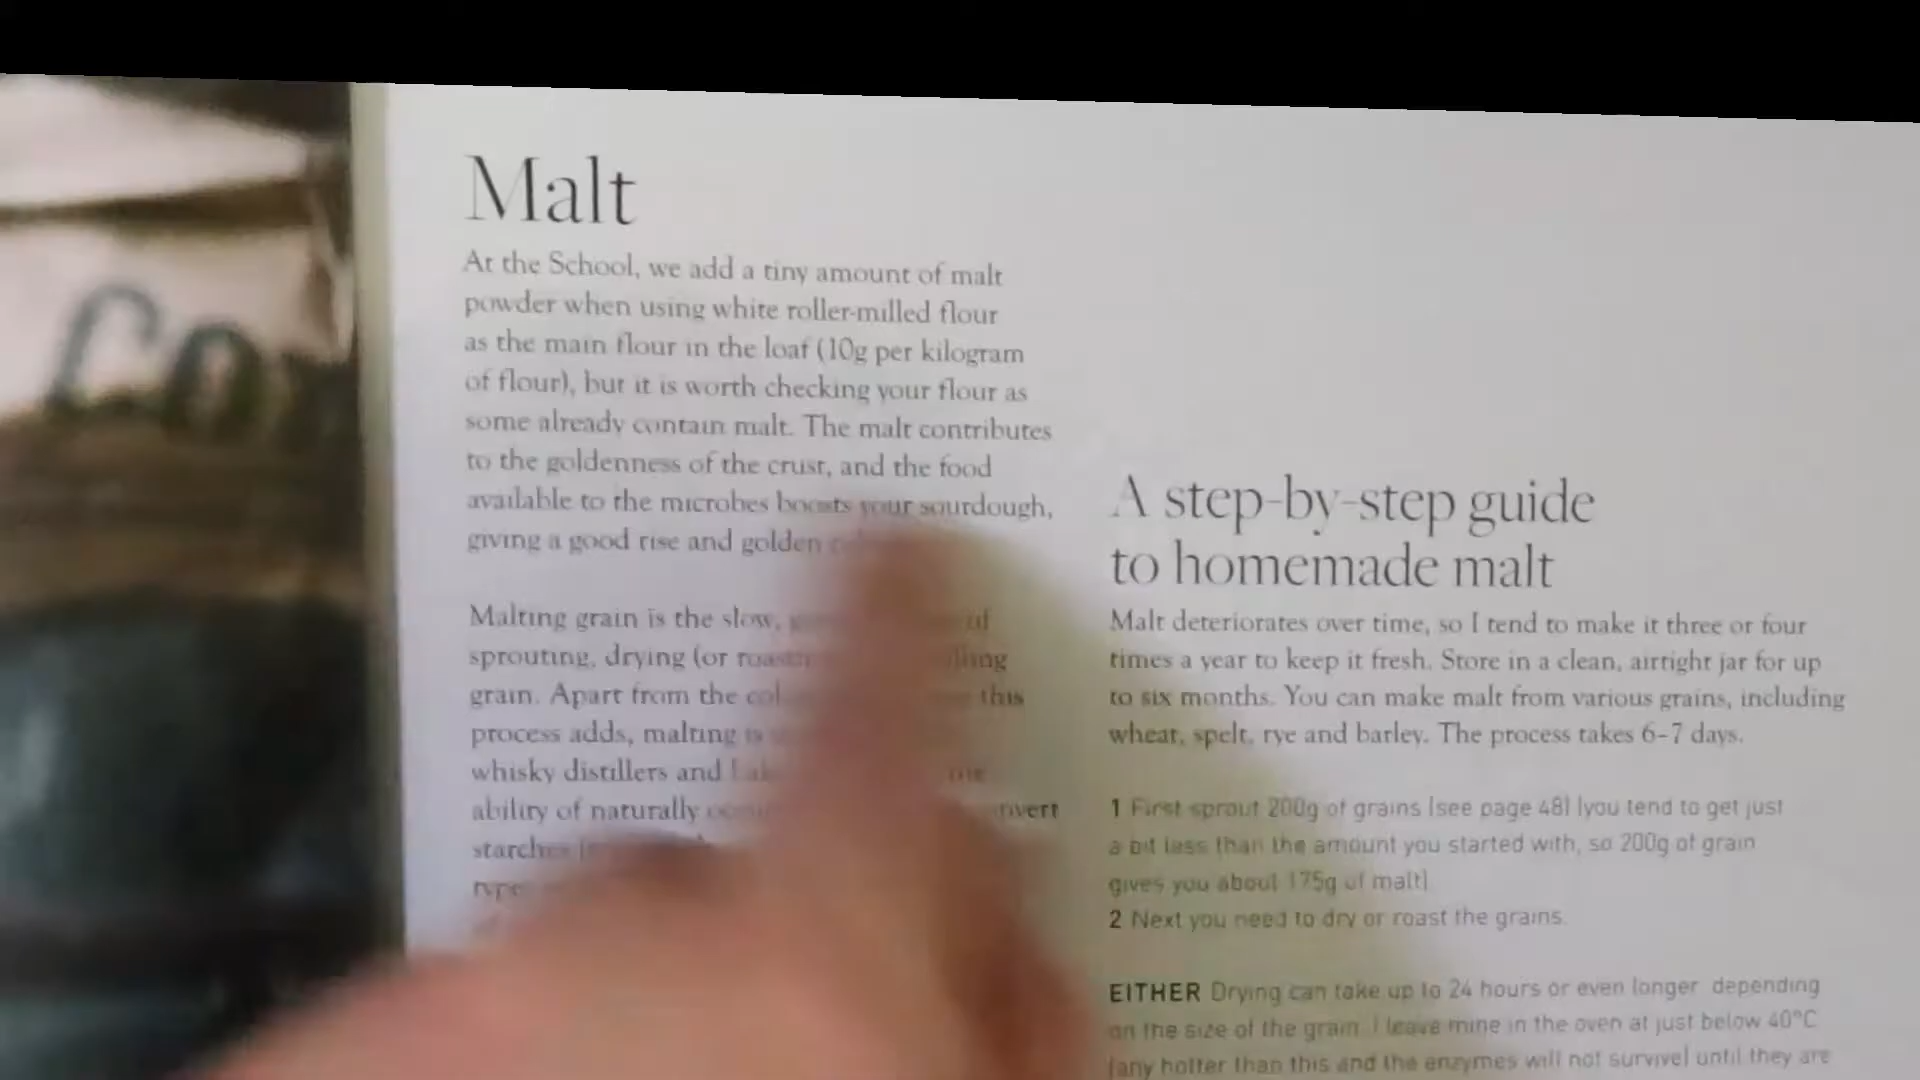 Co
Malt
At the School, we add a tiny amount of malt
powder when using white roller-milled flour
as the main flour in the loaf (10g per kilogram
of flour), but it is worth checking your flour as
some already contain malt. The malt contributes
to the goldenness of the crust, and the food
available to the microbes boosts your sourdough,
giving a good rise and golden
Malting grain is the slow, of
sprouting, drying (or
grain. Apart from the this
process adds, malting is
whisky distillers and
ability of naturally
starches
type
A step-by-step guide
to homemade malt
Malt deteriorates over time, so I tend to make it three or four
times a year to keep it fresh. Store in a clean, airtight jar for up
to six months. You can make malt from various grains, including
wheat, spelt, rye and barley. The process takes 6–7 days.
1 First sprout 200g of grains (see page 48) (you tend to get just
a bit less than the amount you started with, so 200g of grain
gives you about 175g of malt)
2 Next you need to dry or roast the grains.
EITHER Drying can take up to 24 hours or even longer depending
on the size of the grain. I leave mine in the oven at just below 40°C
(any hotter than this and the enzymes will not survive) until they are